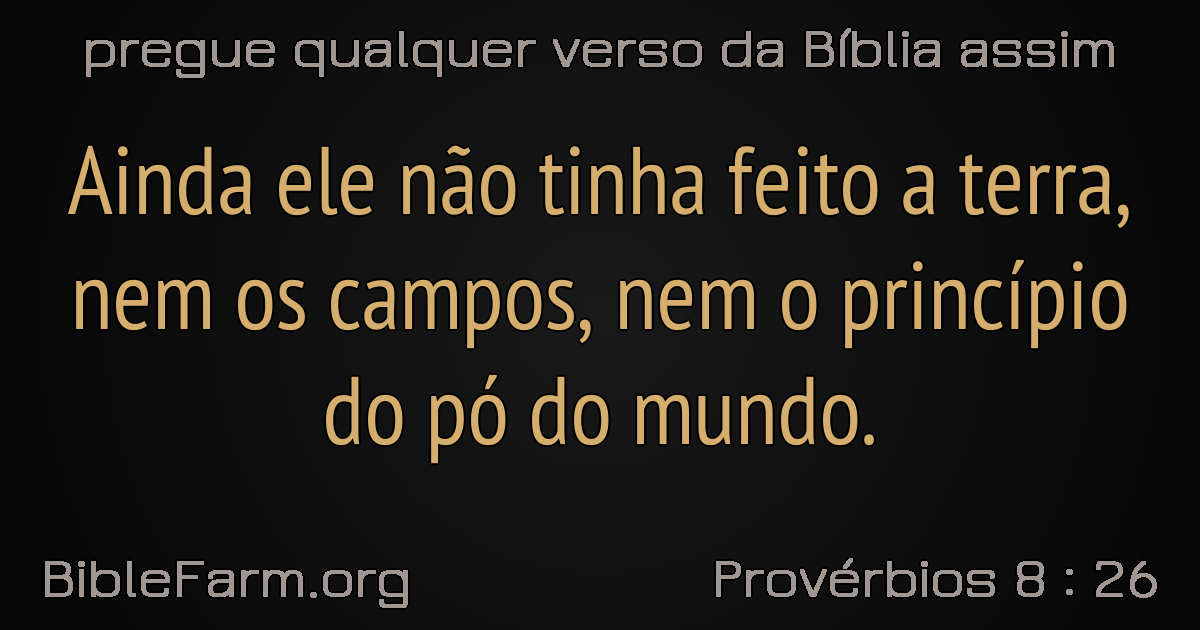 pregue qualquer verso da Bíblia assim
Ainda ele não tinha feito a terra,
nem os campos, nem o princípio
do pó do mundo.
BibleFarm.org
Provérbios 8 : 26